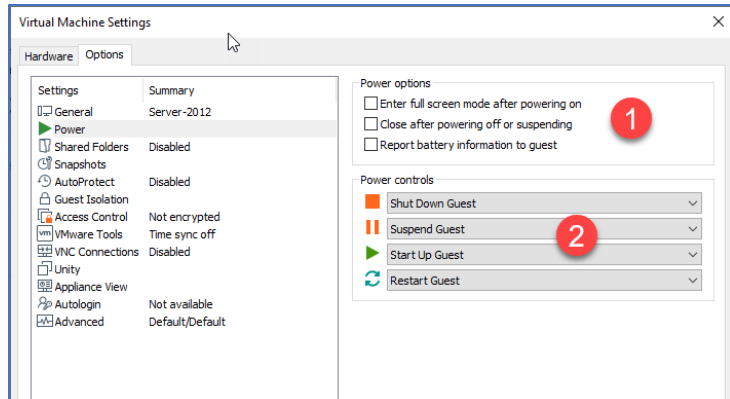 Virtual Machine Settings
Hardware Options
Settings Summary
General Server-2012
Power
Shared Folders Disabled
Snapshots
AutoProtect Disabled
Guest Isolation
Access Control Not encrypted
vm VMware Tools Time sync off
VNC Connections Disabled
Unity
Appliance View
Autologin Not available
Advanced Default/Default
Power options
Enter full screen mode after powering on
Close after powering off or suspending
Report battery information to guest
1
Power controls
Shut Down Guest
Suspend Guest
2
Start Up Guest
Restart Guest